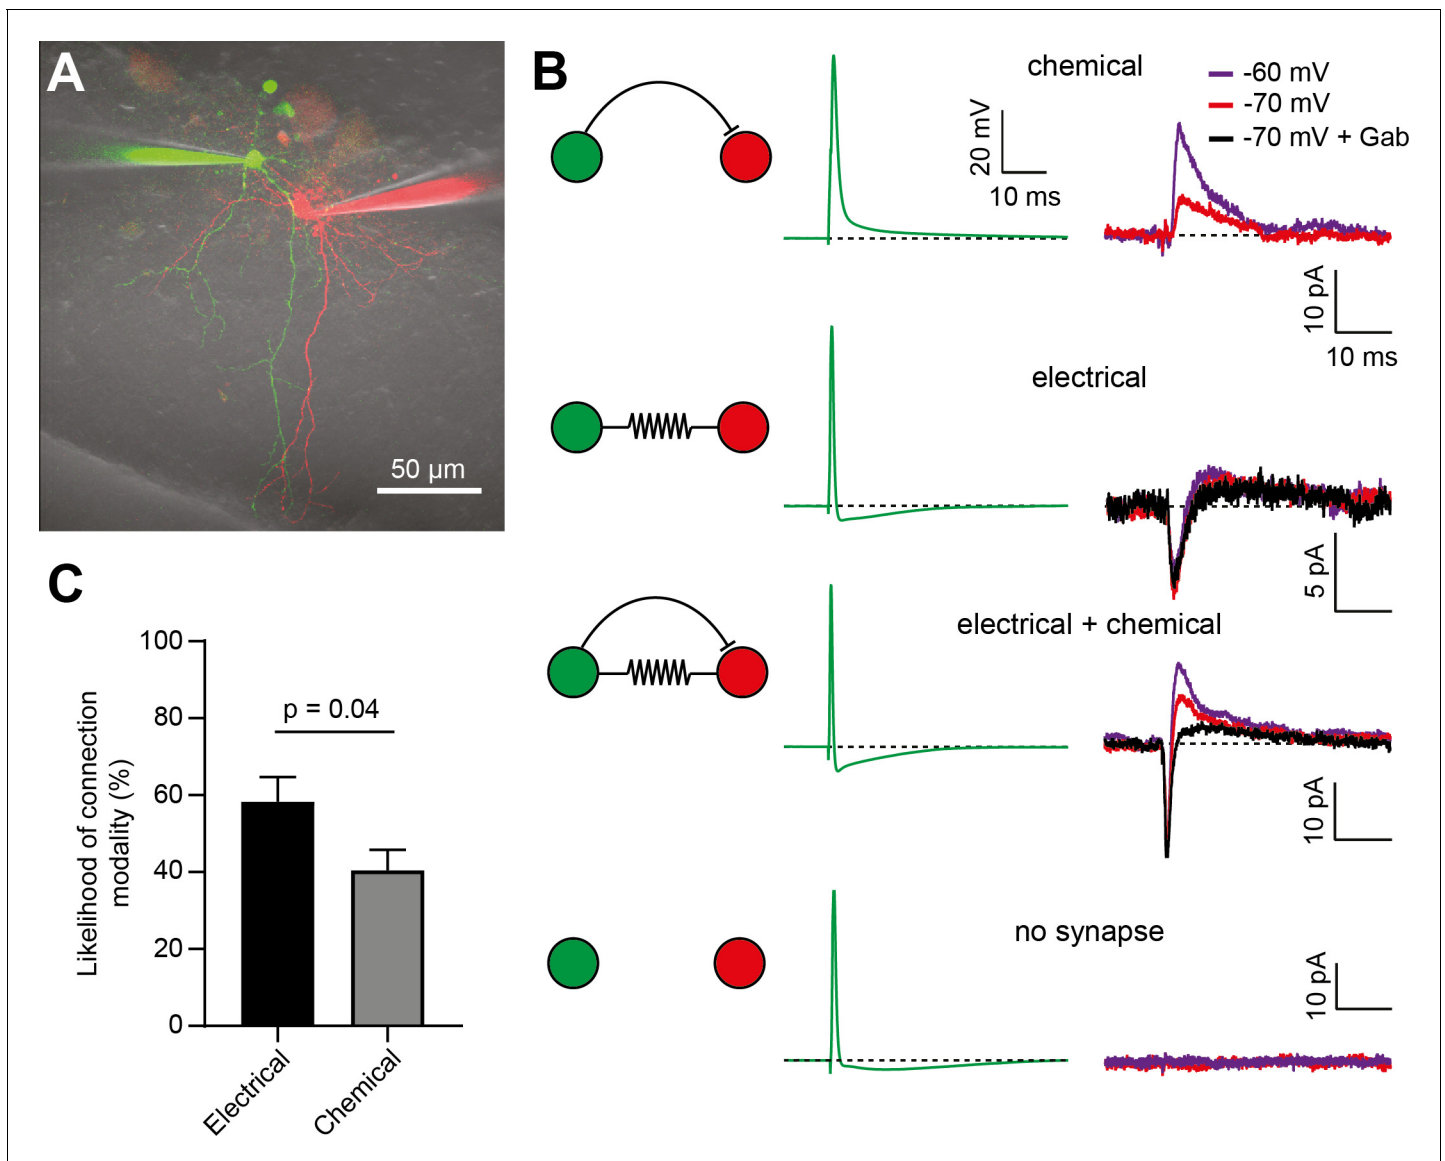 A
50 µm
B
chemical
-60 mV
-70 mV
-70 mV + Gab
20 mV
10 ms
10 pA
10 ms
electrical
5 pA
electrical + chemical
10 pA
no synapse
10 pA
C
Likelihood of connection
modality (%)
100
80
60
40
20
0
p = 0.04
Electrical
Chemical